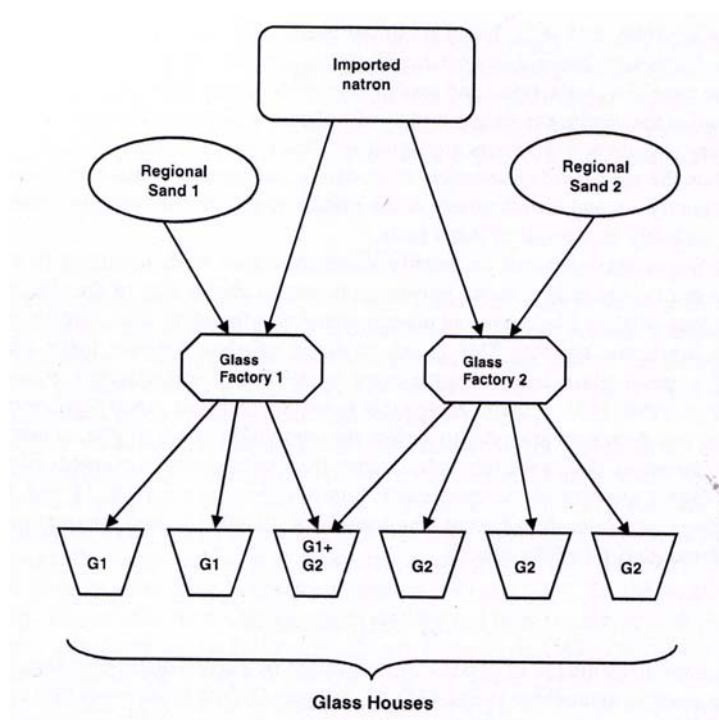 Imported
natron
Regional
Sand 1
Regional
Sand 2
Glass
Factory 1
Glass
Factory 2
G1
G1
G1+
G2
G2
G2
G2
Glass Houses